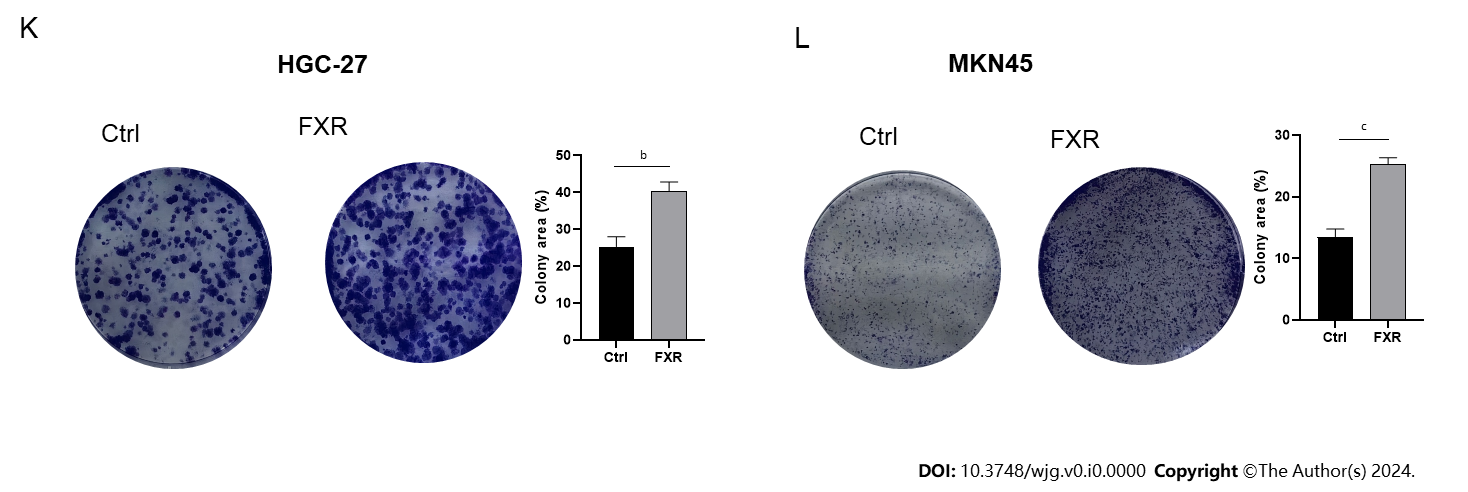 K
HGC-27
Ctrl
FXR
50
40
30
20
10
0
Colony area (%)
b
Ctrl
FXR
L
MKN45
Ctrl
FXR
30
20
10
0
Colony area (%)
c
Ctrl
FXR
DOI: 10.3748/wjg.v0.i0.0000 Copyright ©The Author(s) 2024.